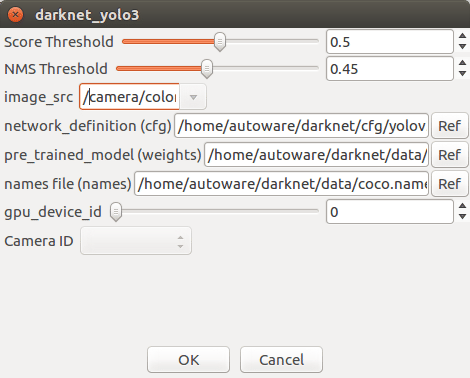 darknet_yolo3
Score Threshold 0.5
NMS Threshold 0.45
image_src /camera/color
network_definition (cfg) /home/autoware/darknet/cfg/yolov Ref
pre_trained_model (weights) /home/autoware/darknet/data/ Ref
names file (names) /home/autoware/darknet/data/coco.name Ref
gpu_device_id 0
Camera ID
OK Cancel